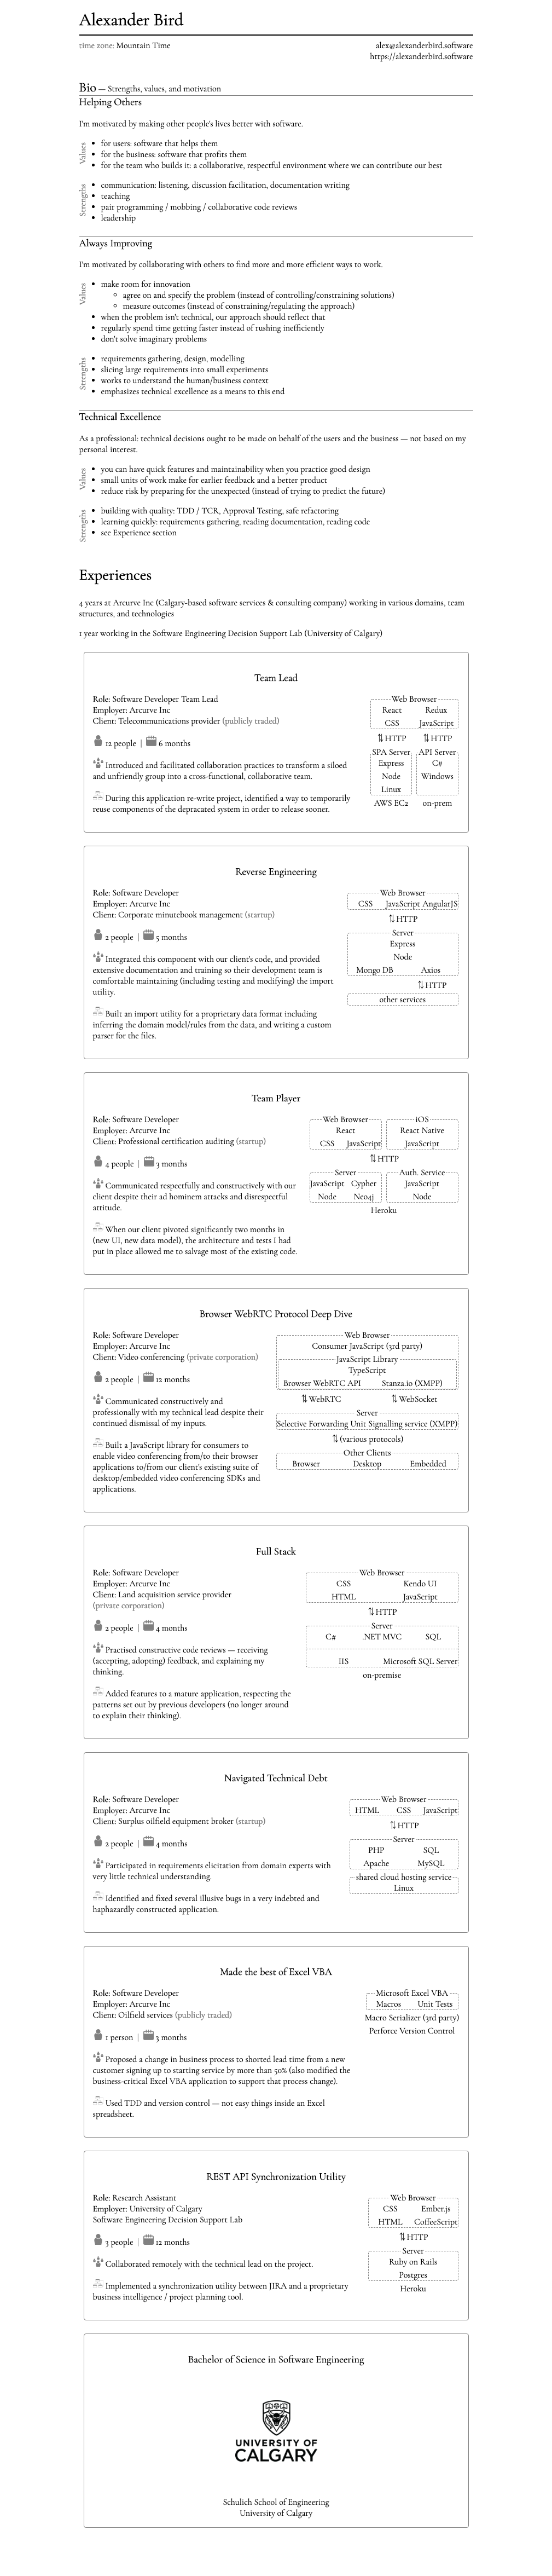 Alexander Bird
time zone: Mountain Time
alex@alexanderbird.software
https://alexanderbird.software
Bio — Strengths, values, and motivation
Helping Others
I'm motivated by making other people's lives better with software.
Values
for users: software that helps them
for the business: software that profits them
for the team who builds it: a collaborative, respectful environment where we can contribute our best
Strengths
communication: listening, discussion facilitation, documentation writing
teaching
pair programming / mobbing / collaborative code reviews
leadership
Always Improving
I'm motivated by collaborating with others to find more and more efficient ways to work.
Values
make room for innovation
agree on and specify the problem (instead of controlling/constraining solutions)
measure outcomes (instead of constraining/regulating the approach)
when the problem isn't technical, our approach should reflect that
regularly spend time getting faster instead of rushing inefficiently
don't solve imaginary problems
Strengths
requirements gathering, design, modelling
slicing large requirements into small experiments
works to understand the human/business context
emphasizes technical excellence as a means to this end
Technical Excellence
As a professional: technical decisions ought to be made on behalf of the users and the business — not based on my
personal interest.
Values
you can have quick features and maintainability when you practice good design
small units of work make for earlier feedback and a better product
reduce risk by preparing for the unexpected (instead of trying to predict the future)
Strengths
building with quality: TDD / TCR, Approval Testing, safe refactoring
learning quickly: requirements gathering, reading documentation, reading code
see Experience section
Experiences
4 years at Arcurve Inc (Calgary-based software services & consulting company) working in various domains, team
structures, and technologies
1 year working in the Software Engineering Decision Support Lab (University of Calgary)
Team Lead
Role: Software Developer Team Lead
Employer: Arcurve Inc
Client: Telecommunications provider (publicly traded)
12 people | 6 months
Introduced and facilitated collaboration practices to transform a siloed
and unfriendly group into a cross-functional, collaborative team.
During this application re-write project, identified a way to temporarily
reuse components of the depracated system in order to release sooner.
Web Browser
React Redux
CSS JavaScript
⇅ HTTP ⇅ HTTP
SPA Server API Server
Express C#
Node Windows
Linux
AWS EC2 on-prem
Reverse Engineering
Role: Software Developer
Employer: Arcurve Inc
Client: Corporate minutebook management (startup)
2 people | 5 months
Integrated this component with our client's code, and provided
extensive documentation and training so their development team is
comfortable maintaining (including testing and modifying) the import
utility.
Built an import utility for a proprietary data format including
inferring the domain model/rules from the data, and writing a custom
parser for the files.
Web Browser
CSS JavaScript AngularJS
⇅ HTTP
Server
Express
Node
Mongo DB Axios
⇅ HTTP
other services
Team Player
Role: Software Developer
Employer: Arcurve Inc
Client: Professional certification auditing (startup)
4 people | 3 months
Communicated respectfully and constructively with our
client despite their ad hominem attacks and disrespectful
attitude.
When our client pivoted significantly two months in
(new UI, new data model), the architecture and tests I had
put in place allowed me to salvage most of the existing code.
Web Browser iOS
React React Native
CSS JavaScript JavaScript
⇅ HTTP
Server Auth. Service
JavaScript Cypher JavaScript
Node Neo4j Node
Heroku
Browser WebRTC Protocol Deep Dive
Role: Software Developer
Employer: Arcurve Inc
Client: Video conferencing (private corporation)
2 people | 12 months
Communicated constructively and
professionally with my technical lead despite their
continued dismissal of my inputs.
Built a JavaScript library for consumers to
enable video conferencing from/to their browser
applications to/from our client's existing suite of
desktop/embedded video conferencing SDKs and
applications.
Web Browser
Consumer JavaScript (3rd party)
JavaScript Library
TypeScript
Browser WebRTC API Stanza.io (XMPP)
⇅ WebRTC ⇅ WebSocket
Server
Selective Forwarding Unit Signalling service (XMPP)
⇅ (various protocols)
Other Clients
Browser Desktop Embedded
Full Stack
Role: Software Developer
Employer: Arcurve Inc
Client: Land acquisition service provider
(private corporation)
2 people | 4 months
Practised constructive code reviews — receiving
(accepting, adopting) feedback, and explaining my
thinking.
Added features to a mature application, respecting the
patterns set out by previous developers (no longer around
to explain their thinking).
Web Browser
CSS Kendo UI
HTML JavaScript
⇅ HTTP
Server
C# .NET MVC SQL
IIS Microsoft SQL Server
on-premise
Navigated Technical Debt
Role: Software Developer
Employer: Arcurve Inc
Client: Surplus oilfield equipment broker (startup)
2 people | 4 months
Participated in requirements elicitation from domain experts with
very little technical understanding.
Identified and fixed several illusive bugs in a very indebted and
haphazardly constructed application.
Web Browser
HTML CSS JavaScript
⇅ HTTP
Server
PHP SQL
Apache MySQL
shared cloud hosting service
Linux
Made the best of Excel VBA
Role: Software Developer
Employer: Arcurve Inc
Client: Oilfield services (publicly traded)
1 person | 3 months
Proposed a change in business process to shorted lead time from a new
customer signing up to starting service by more than 50% (also modified the
business-critical Excel VBA application to support that process change).
Used TDD and version control — not easy things inside an Excel
spreadsheet.
Microsoft Excel VBA
Macros Unit Tests
Macro Serializer (3rd party)
Perforce Version Control
REST API Synchronization Utility
Role: Research Assistant
Employer: University of Calgary
Software Engineering Decision Support Lab
3 people | 12 months
Collaborated remotely with the technical lead on the project.
Implemented a synchronization utility between JIRA and a proprietary
business intelligence / project planning tool.
Web Browser
CSS Ember.js
HTML CoffeeScript
⇅ HTTP
Server
Ruby on Rails
Postgres
Heroku
Bachelor of Science in Software Engineering
UNIVERSITY OF
CALGARY
Schulich School of Engineering
University of Calgary